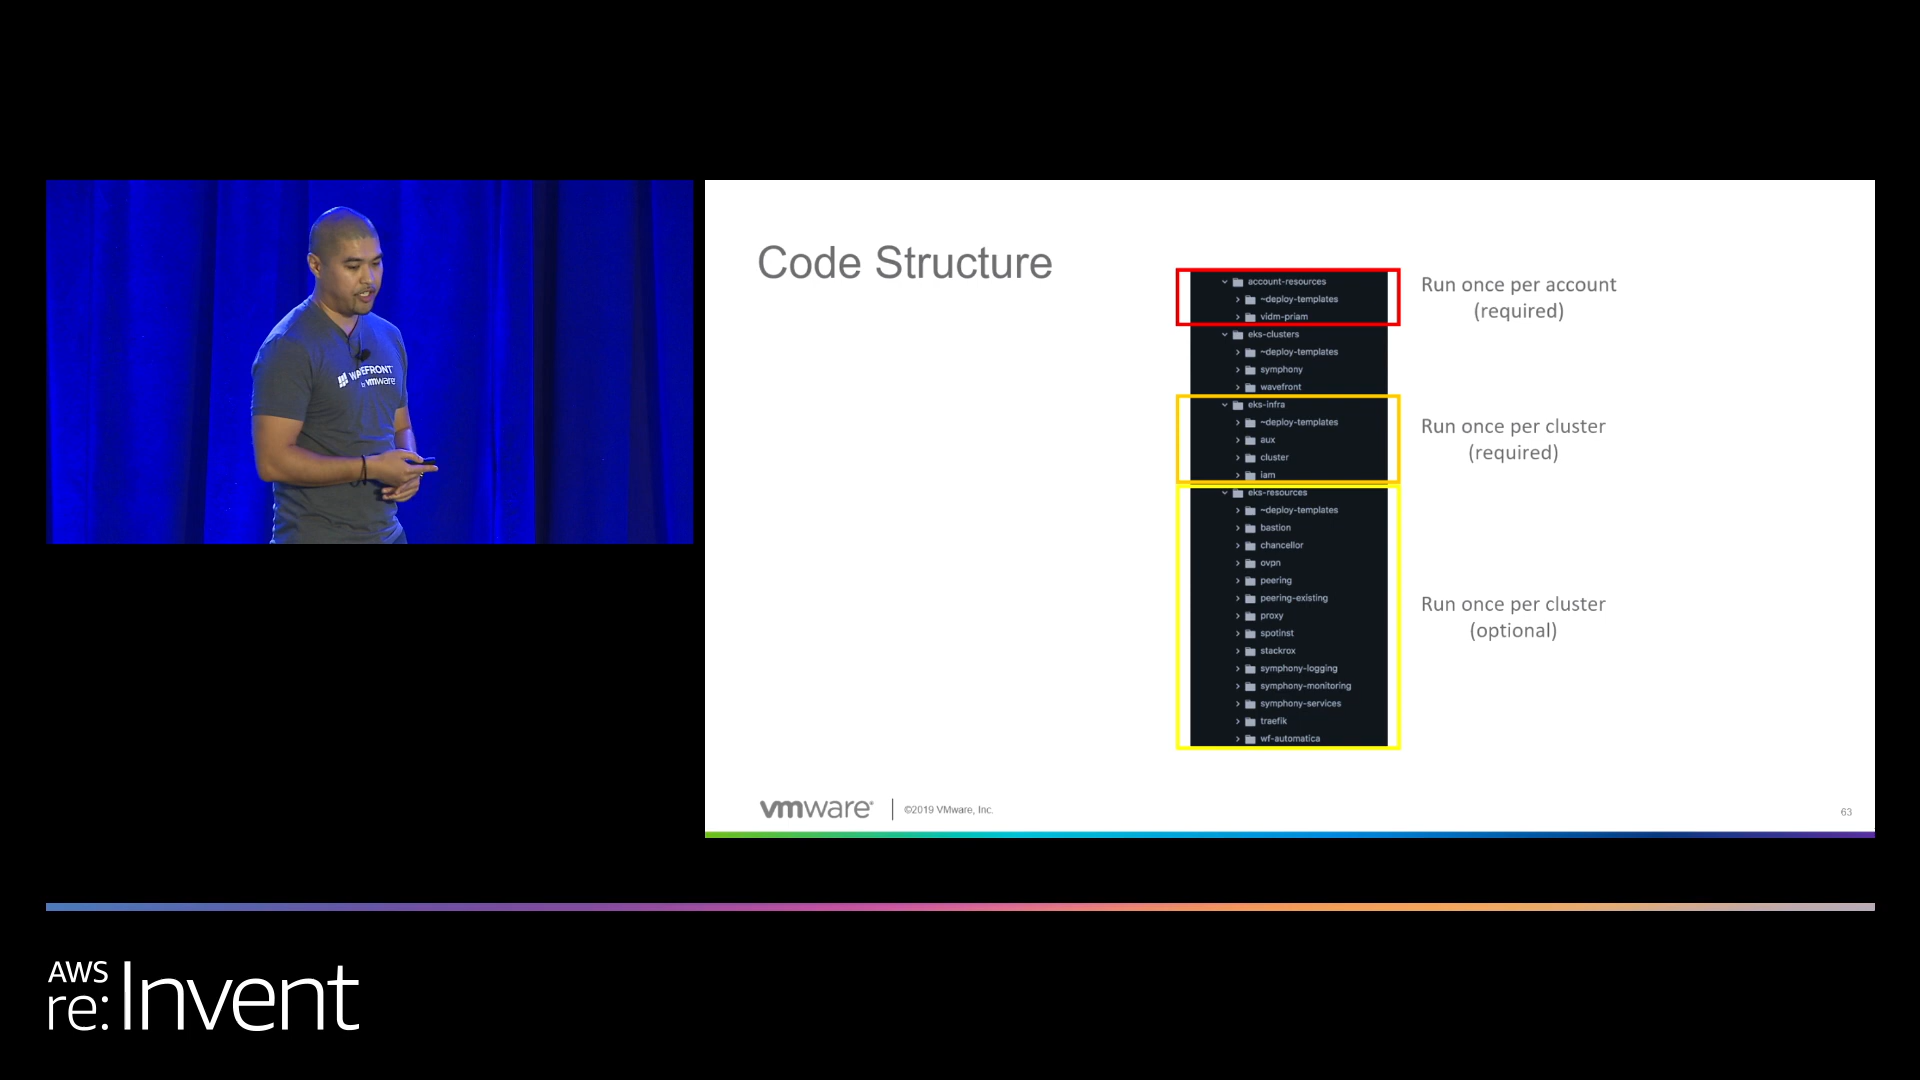 WAVEFRONT
by vmware
Code Structure
account-resources
~deploy-templates
vidm-priam
eks-clusters
~deploy-templates
symphony
wavefront
eks-infra
~deploy-templates
aux
cluster
iam
eks-resources
~deploy-templates
bastion
chancellor
ovpn
peering
peering-existing
proxy
spotinst
stackrox
symphony-logging
symphony-monitoring
symphony-services
traefik
wf-automatica
Run once per account
(required)
Run once per cluster
(required)
Run once per cluster
(optional)
vmware®
©2019 VMware, Inc.
63
AWS
re:Invent